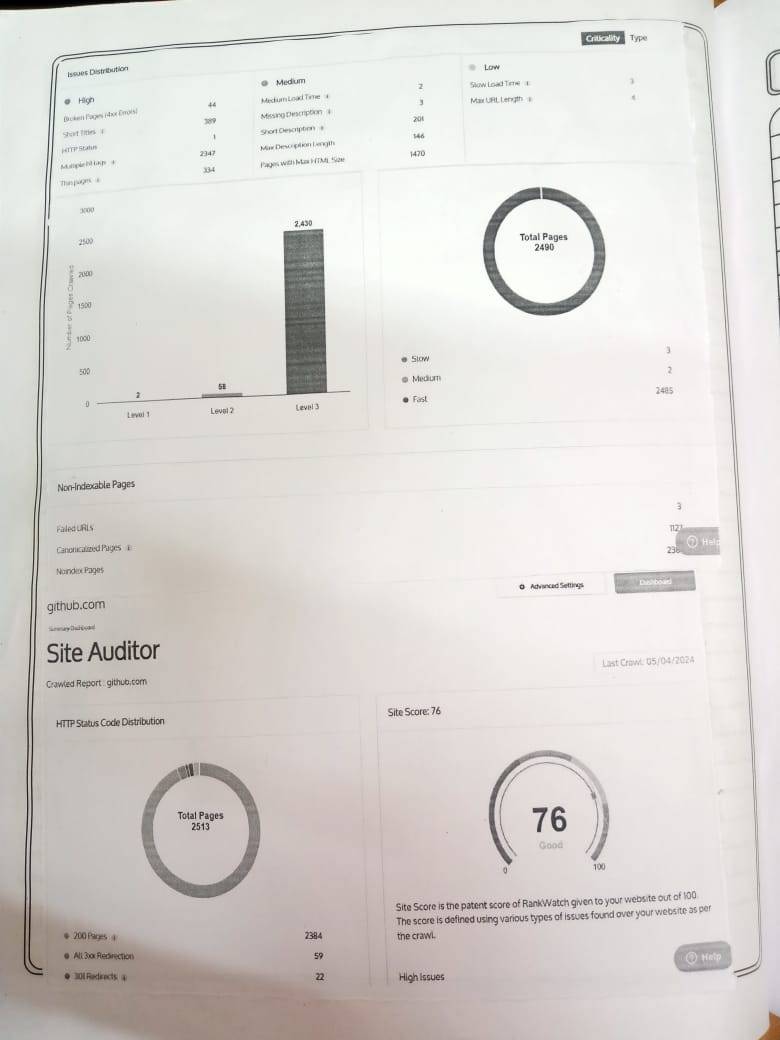 Criticality Type
Issues Distribution
High
Broken Pages (4xx Errors) 44
Short Titles 389
HTTP Status 1
Multiple H1 tags 2347
Thin pages 334
Medium
Medium Load Time 2
Missing Description 3
Short Description 201
Max Description Length 146
Pages with Max HTML Size 1470
Low
Slow Load Time 3
Max URL Length 4
Number of Pages Crawled
3000
2500
2000
1500
1000
500
0
2
58
2,430
Level 1 Level 2 Level 3
Total Pages
2490
Slow 3
Medium 2
Fast 2485
Non-Indexable Pages
Failed URLs 3
Canonicalized Pages 1127
Noindex Pages
Help
Advanced Settings Dashboard
github.com
Summary Dashboard
Site Auditor
Last Crawl: 05/04/2024
Crawled Report : github.com
HTTP Status Code Distribution
Total Pages
2513
200 Pages 2384
All 3xx Redirection 59
301 Redirects 22
Site Score: 76
76
Good
0 100
Site Score is the patent score of RankWatch given to your website out of 100.
The score is defined using various types of issues found over your website as per
the crawl.
High Issues
Help